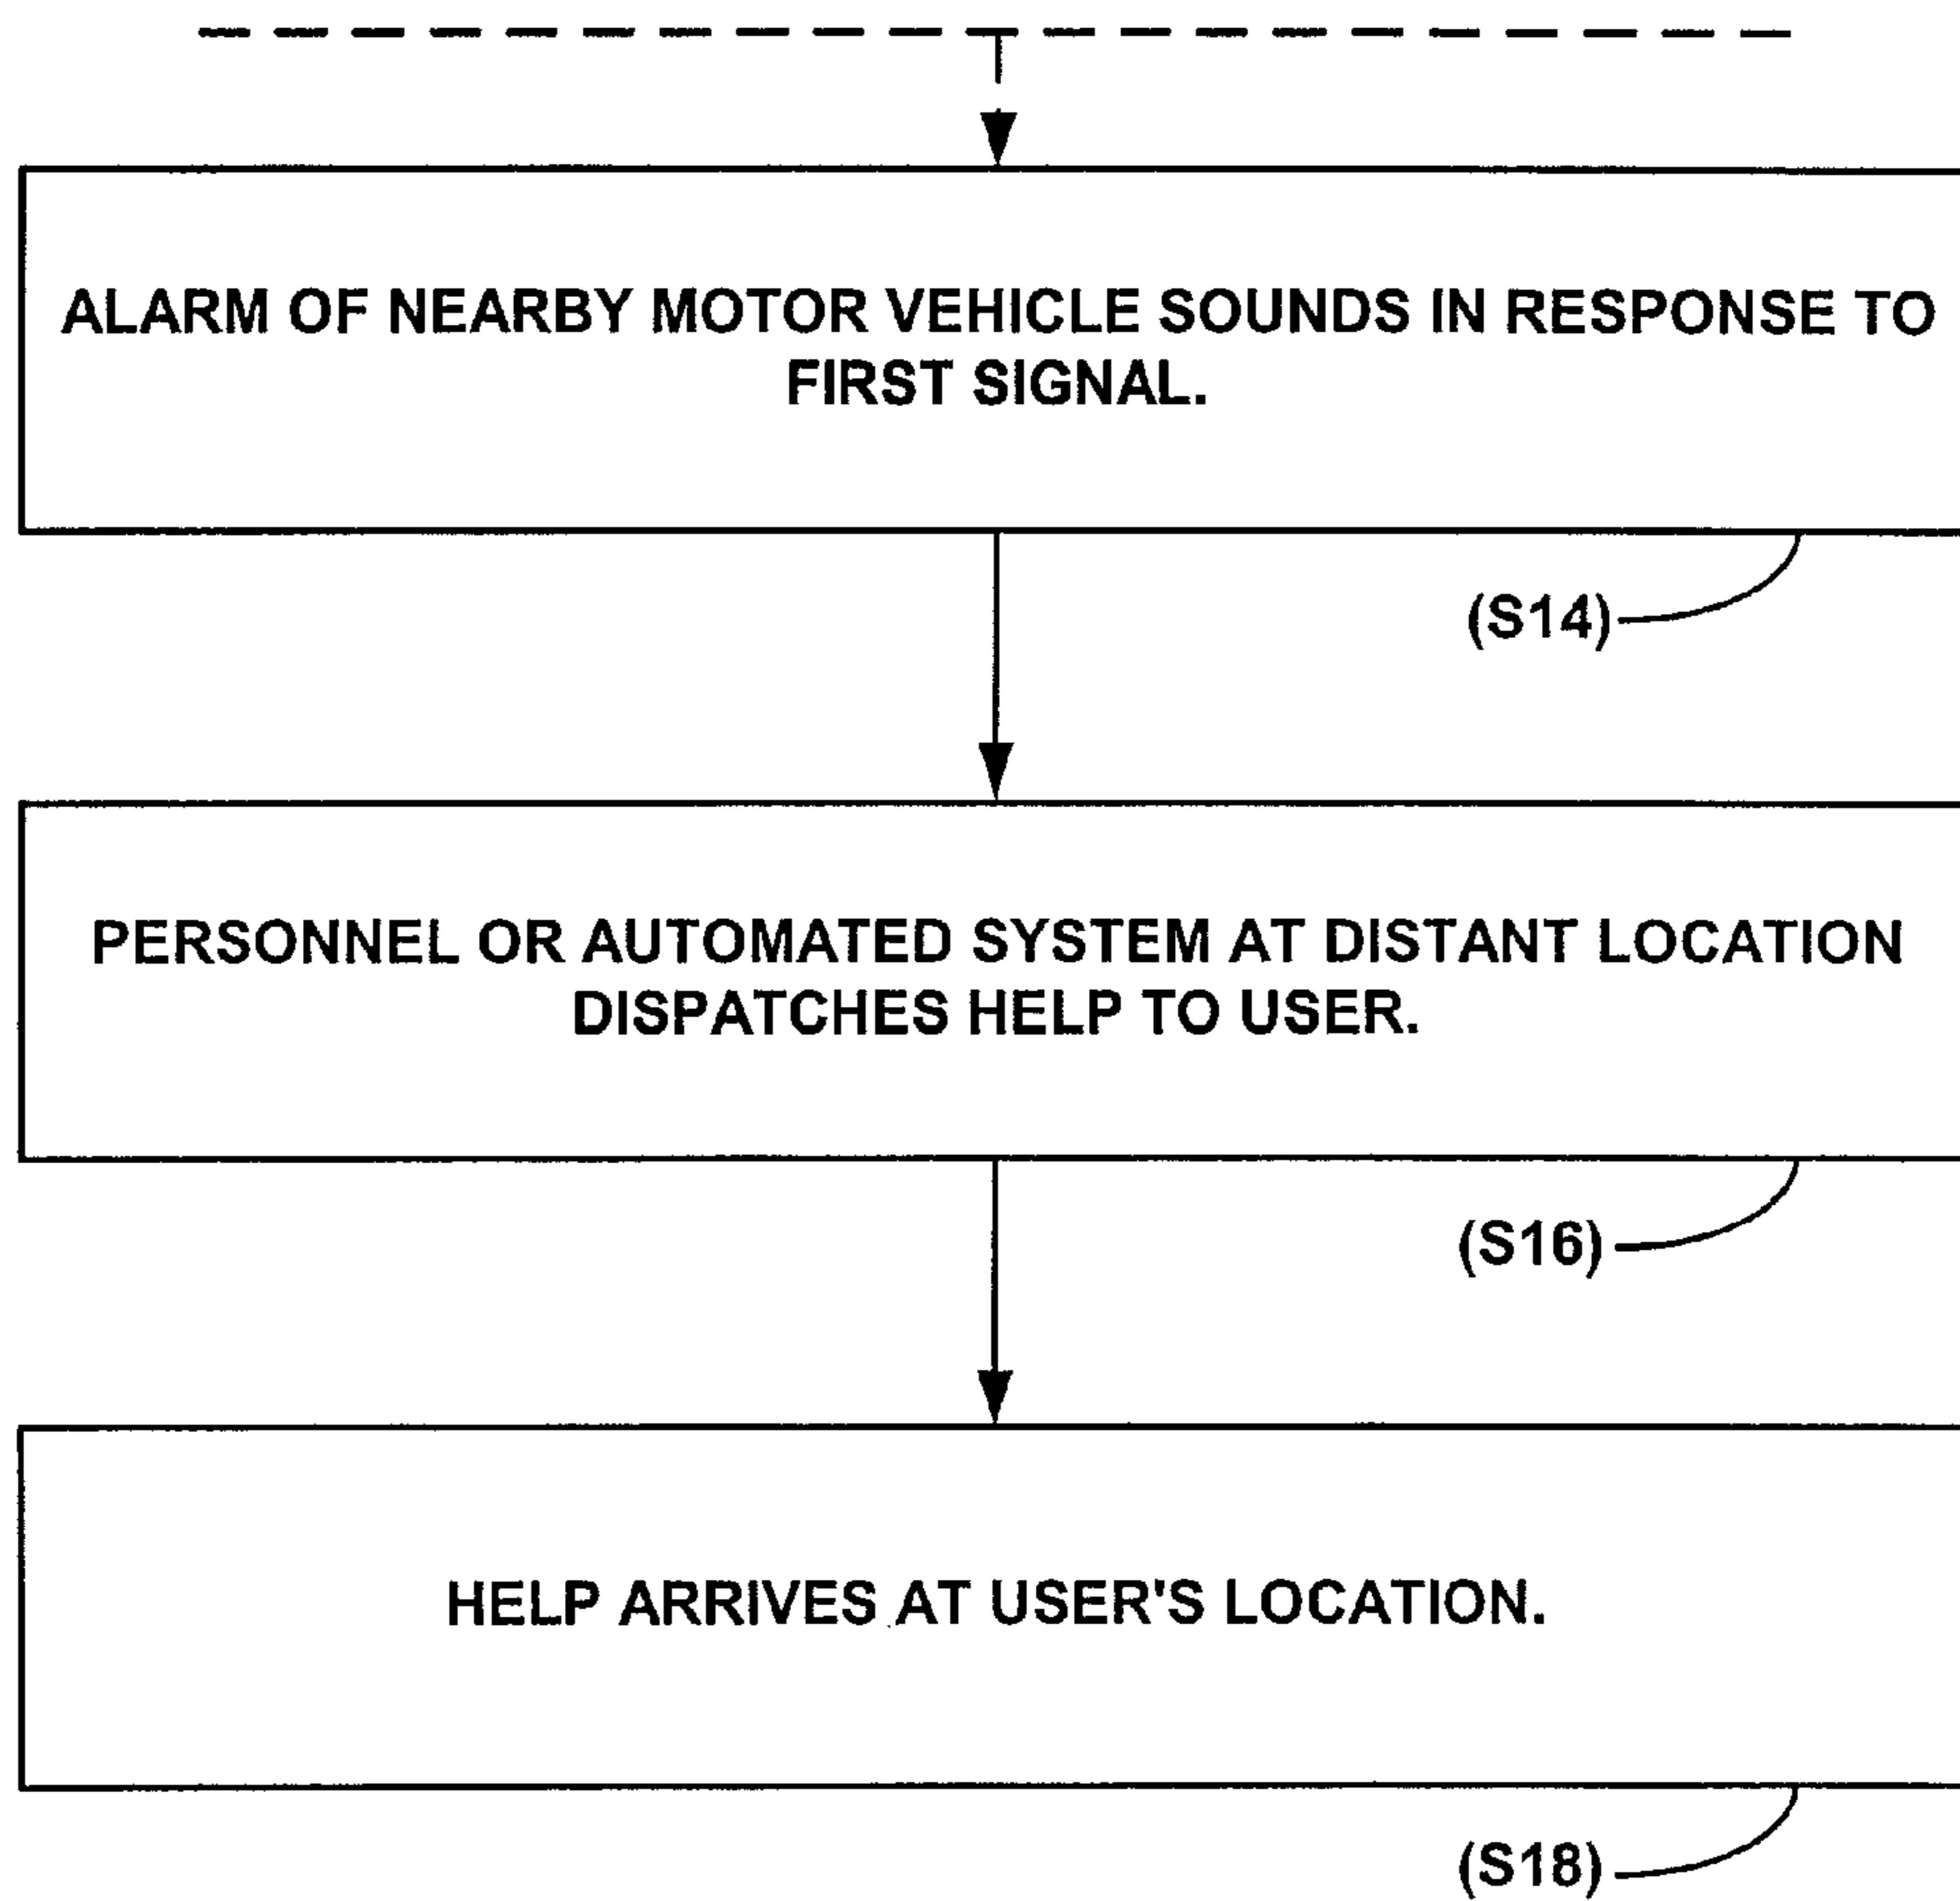 ALARM OF NEARBY MOTOR VEHICLE SOUNDS IN RESPONSE TO
FIRST SIGNAL.
(S14)
PERSONNEL OR AUTOMATED SYSTEM AT DISTANT LOCATION
DISPATCHES HELP TO USER.
(S16)
HELP ARRIVES AT USER'S LOCATION.
(S18)